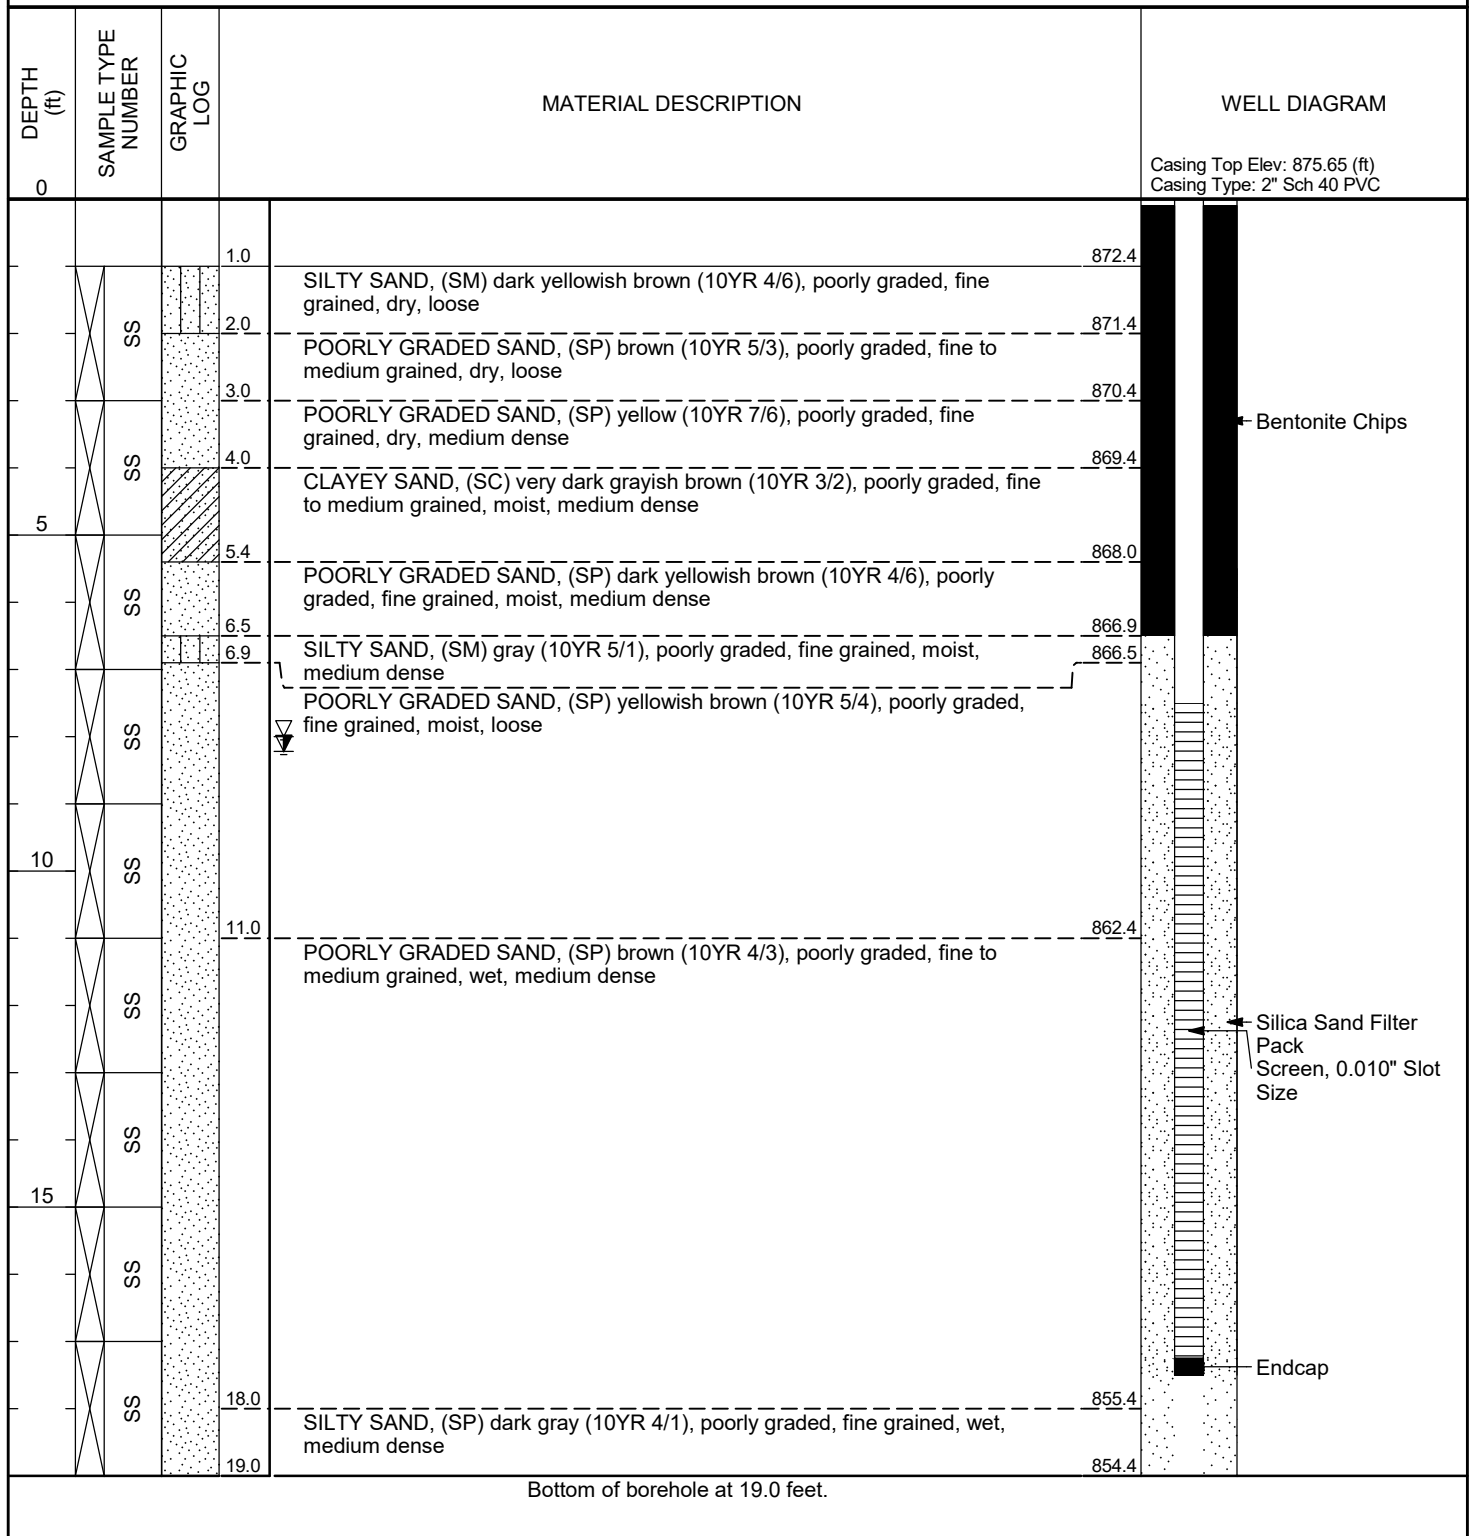 DEPTH
(ft)
SAMPLE TYPE
NUMBER
GRAPHIC
LOG
MATERIAL DESCRIPTION
WELL DIAGRAM
Casing Top Elev: 875.65 (ft)
Casing Type: 2" Sch 40 PVC
0
1.0
872.4
SILTY SAND, (SM) dark yellowish brown (10YR 4/6), poorly graded, fine
grained, dry, loose
SS
2.0
871.4
POORLY GRADED SAND, (SP) brown (10YR 5/3), poorly graded, fine to
medium grained, dry, loose
3.0
870.4
POORLY GRADED SAND, (SP) yellow (10YR 7/6), poorly graded, fine
grained, dry, medium dense
Bentonite Chips
SS
4.0
869.4
CLAYEY SAND, (SC) very dark grayish brown (10YR 3/2), poorly graded, fine
to medium grained, moist, medium dense
5
5.4
868.0
POORLY GRADED SAND, (SP) dark yellowish brown (10YR 4/6), poorly
graded, fine grained, moist, medium dense
SS
6.5
866.9
SILTY SAND, (SM) gray (10YR 5/1), poorly graded, fine grained, moist,
medium dense
6.9
866.5
POORLY GRADED SAND, (SP) yellowish brown (10YR 5/4), poorly graded,
fine grained, moist, loose
SS
10
SS
11.0
862.4
POORLY GRADED SAND, (SP) brown (10YR 4/3), poorly graded, fine to
medium grained, wet, medium dense
SS
Silica Sand Filter
Pack
Screen, 0.010" Slot
Size
SS
15
SS
Endcap
SS
18.0
855.4
SILTY SAND, (SP) dark gray (10YR 4/1), poorly graded, fine grained, wet,
medium dense
19.0
854.4
Bottom of borehole at 19.0 feet.